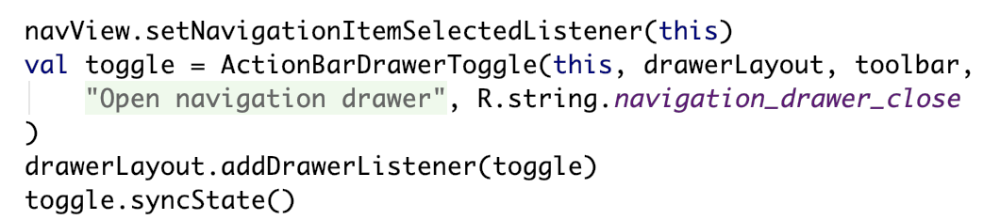 navView.setNavigationItemSelectedListener(this)
val toggle = ActionBarDrawerToggle(this, drawerLayout, toolbar,
"Open navigation drawer", R.string.navigation_drawer_close
)
drawerLayout.addDrawerListener(toggle)
toggle.syncState()